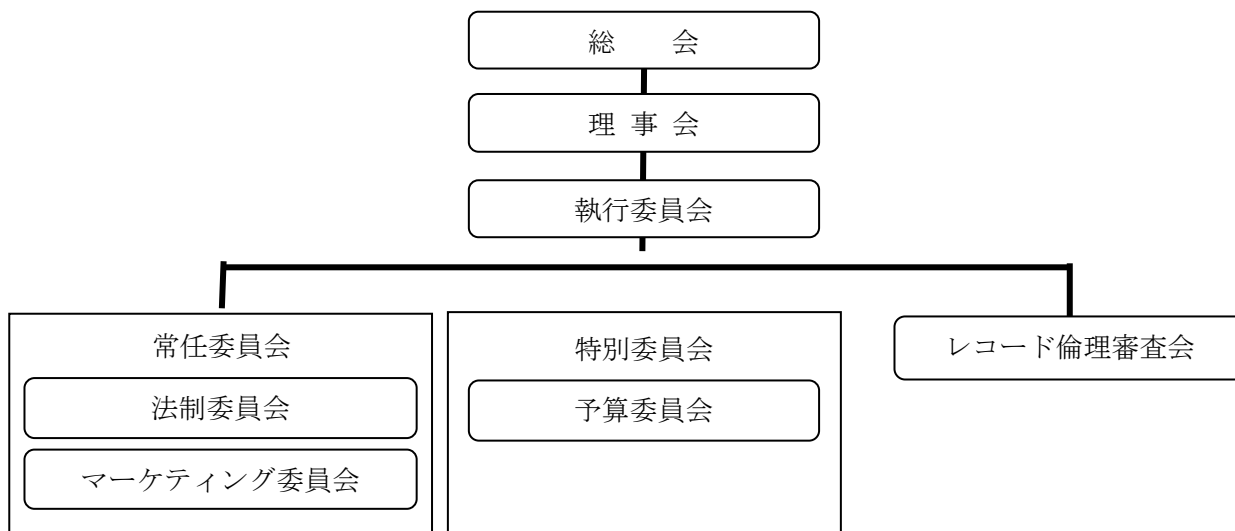 総　会
理 事 会
執行委員会
常任委員会
法制委員会
マーケティング委員会
特別委員会
予算委員会
レコード倫理審査会